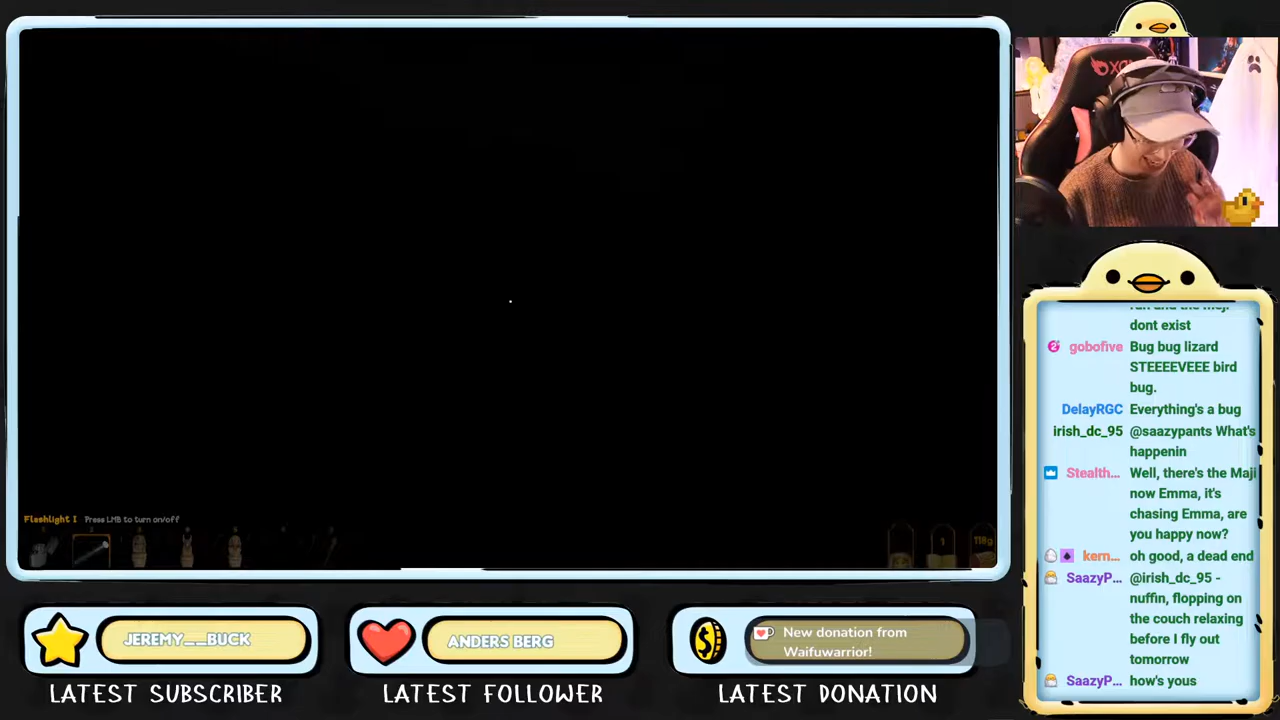 Flashlight I Press LMB to turn on/off
1
118g
dont exist
gobofive Bug bug lizard
STEEEEVEEE bird
bug.
DelayRGC Everything's a bug
irish_dc_95 @saazypants What's
happenin
Stealth... Well, there's the Maji
now Emma, it's
chasing Emma, are
you happy now?
kern... oh good, a dead end
SaazyP... @irish_dc_95 -
nuffin, flopping on
the couch relaxing
before I fly out
tomorrow
SaazyP... how's yous
JEREMY__BUCK
LATEST SUBSCRIBER
ANDERS BERG
LATEST FOLLOWER
New donation from
Waifuwarrior!
LATEST DONATION